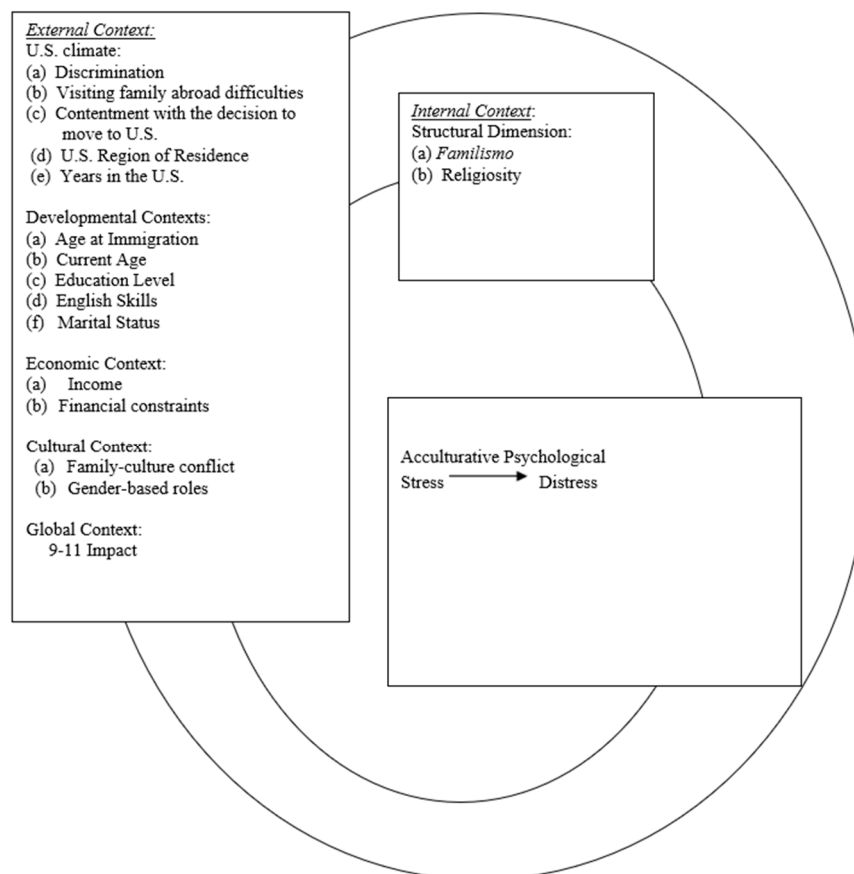 External Context:
U.S. climate:
(a) Discrimination
(b) Visiting family abroad difficulties
(c) Contentment with the decision to
move to U.S.
(d) U.S. Region of Residence
(e) Years in the U.S.
Developmental Contexts:
(a) Age at Immigration
(b) Current Age
(c) Education Level
(d) English Skills
(f) Marital Status
Economic Context:
(a) Income
(b) Financial constraints
Cultural Context:
(a) Family-culture conflict
(b) Gender-based roles
Global Context:
9-11 Impact
Internal Context:
Structural Dimension:
(a) Familismo
(b) Religiosity
Acculturative Psychological
Stress Distress